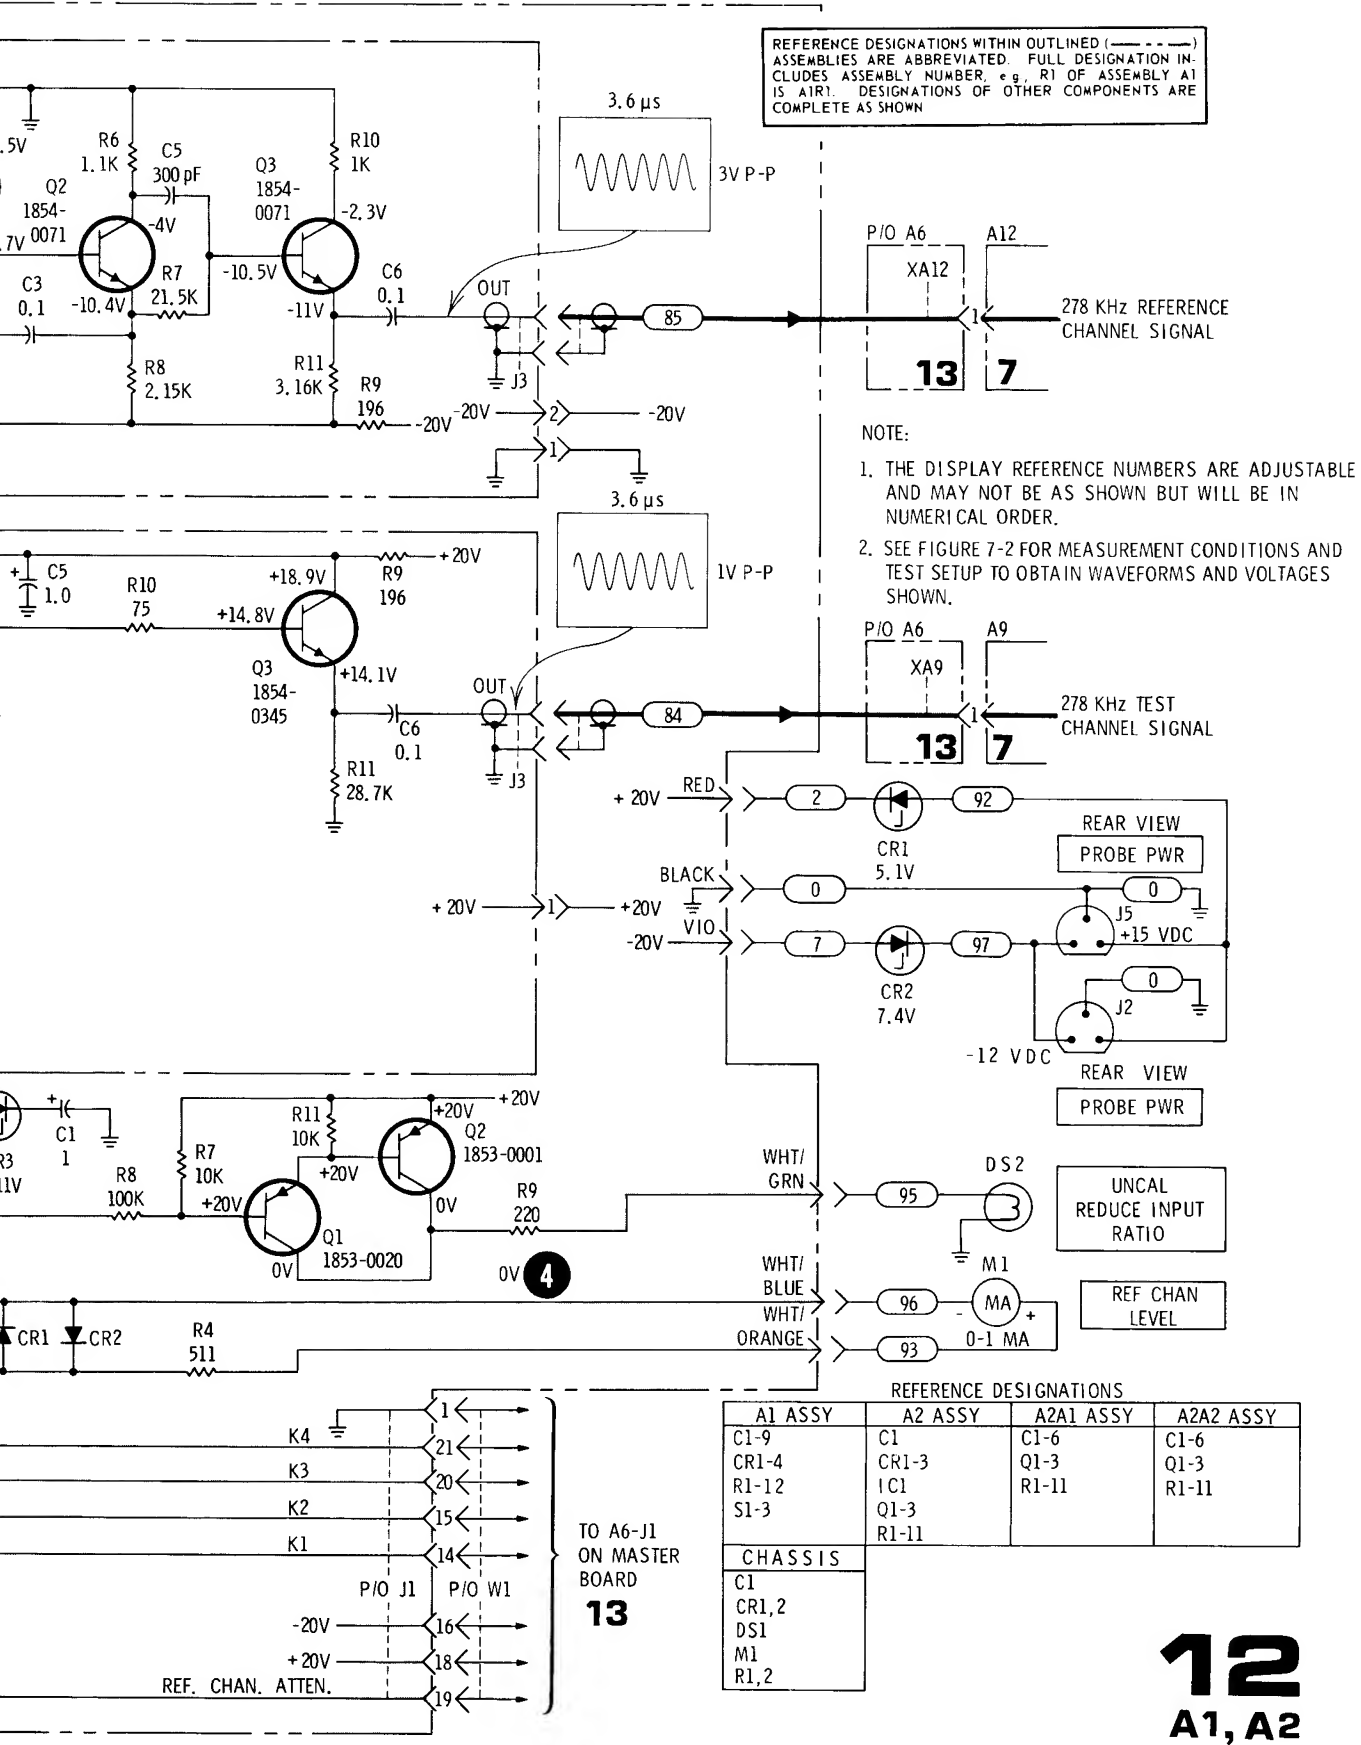 REFERENCE DESIGNATIONS WITHIN OUTLINED (—— - - ——)
ASSEMBLIES ARE ABBREVIATED. FULL DESIGNATION IN-
CLUDES ASSEMBLY NUMBER, e g, R1 OF ASSEMBLY A1
IS A1R1. DESIGNATIONS OF OTHER COMPONENTS ARE
COMPLETE AS SHOWN
3.6 µs
3V P-P
.5V
R6
1.1K
C5
300 pF
Q3
1854-
0071
R10
1K
Q2
1854-
0071
.7V
-4V
-2.3V
C3
0.1
-10.4V
R7
21.5K
-10.5V
-11V
C6
0.1
OUT
85
P/O A6
A12
XA12
1
278 KHz REFERENCE
CHANNEL SIGNAL
13
7
R8
2.15K
R11
3.16K
R9
196
-20V
J3
-20V
2
-20V
1
NOTE:
1. THE DISPLAY REFERENCE NUMBERS ARE ADJUSTABLE
AND MAY NOT BE AS SHOWN BUT WILL BE IN
NUMERICAL ORDER.
2. SEE FIGURE 7-2 FOR MEASUREMENT CONDITIONS AND
TEST SETUP TO OBTAIN WAVEFORMS AND VOLTAGES
SHOWN.
3.6 µs
1V P-P
+
C5
1.0
R10
75
+18.9V
R9
196
+20V
+14.8V
Q3
1854-
0345
+14.1V
C6
0.1
R11
28.7K
OUT
J3
84
P/O A6
A9
XA9
1
278 KHz TEST
CHANNEL SIGNAL
13
7
+ 20V
RED
2
CR1
5.1V
92
REAR VIEW
PROBE PWR
BLACK
0
0
J5
+15 VDC
+ 20V
1
+20V
VIO
-20V
7
CR2
7.4V
97
0
J2
-12 VDC
REAR VIEW
PROBE PWR
+
C1
1
R3
11V
R8
100K
R7
10K
R11
10K
+20V
+20V
Q2
1853-0001
+20V
+20V
0V
Q1
1853-0020
0V
R9
220
0V
4
WHT/
GRN
95
DS2
UNCAL
REDUCE INPUT
RATIO
WHT/
BLUE
96
M1
MA
-
+
0-1 MA
REF CHAN
LEVEL
WHT/
ORANGE
93
CR1
CR2
R4
511
1
K4
21
K3
20
K2
15
K1
14
P/O J1
P/O W1
-20V
16
+20V
18
REF. CHAN. ATTEN.
19
TO A6-J1
ON MASTER
BOARD
13
REFERENCE DESIGNATIONS
A1 ASSY A2 ASSY A2A1 ASSY A2A2 ASSY
C1-9 C1 C1-6 C1-6
CR1-4 CR1-3 Q1-3 Q1-3
R1-12 IC1 R1-11 R1-11
S1-3 Q1-3
R1-11
CHASSIS
C1
CR1,2
DS1
M1
R1,2
12
A1, A2